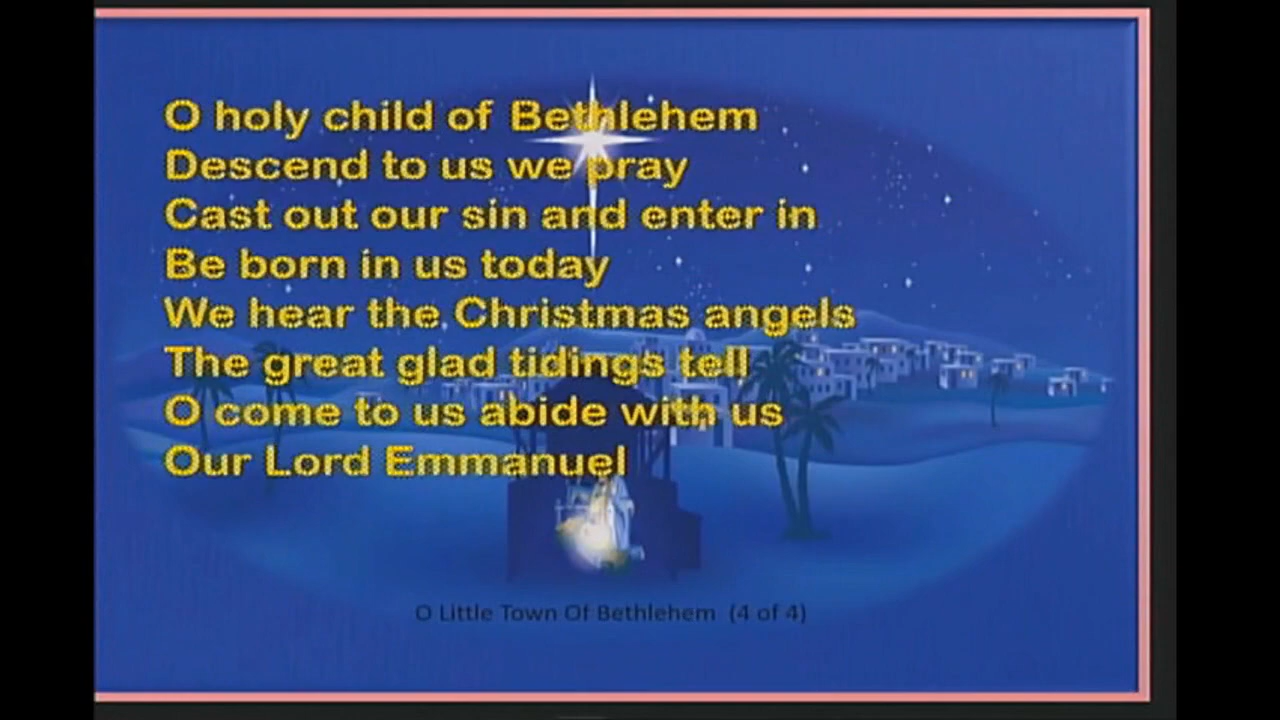 O holy child of Bethlehem
Descend to us we pray
Cast out our sin and enter in
Be born in us today
We hear the Christmas angels
The great glad tidings tell
O come to us abide with us
Our Lord Emmanuel
O Little Town Of Bethlehem (4 of 4)